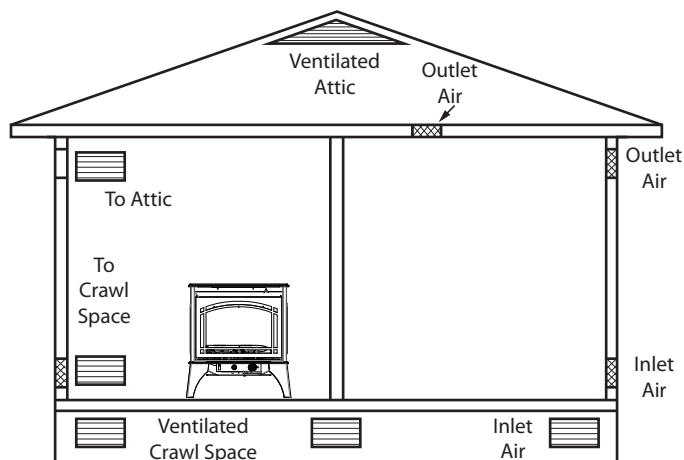 Ventilated
Attic
Outlet
Air
Outlet
Air
To Attic
To
Crawl
Space
Inlet
Air
Ventilated
Crawl Space
Inlet
Air